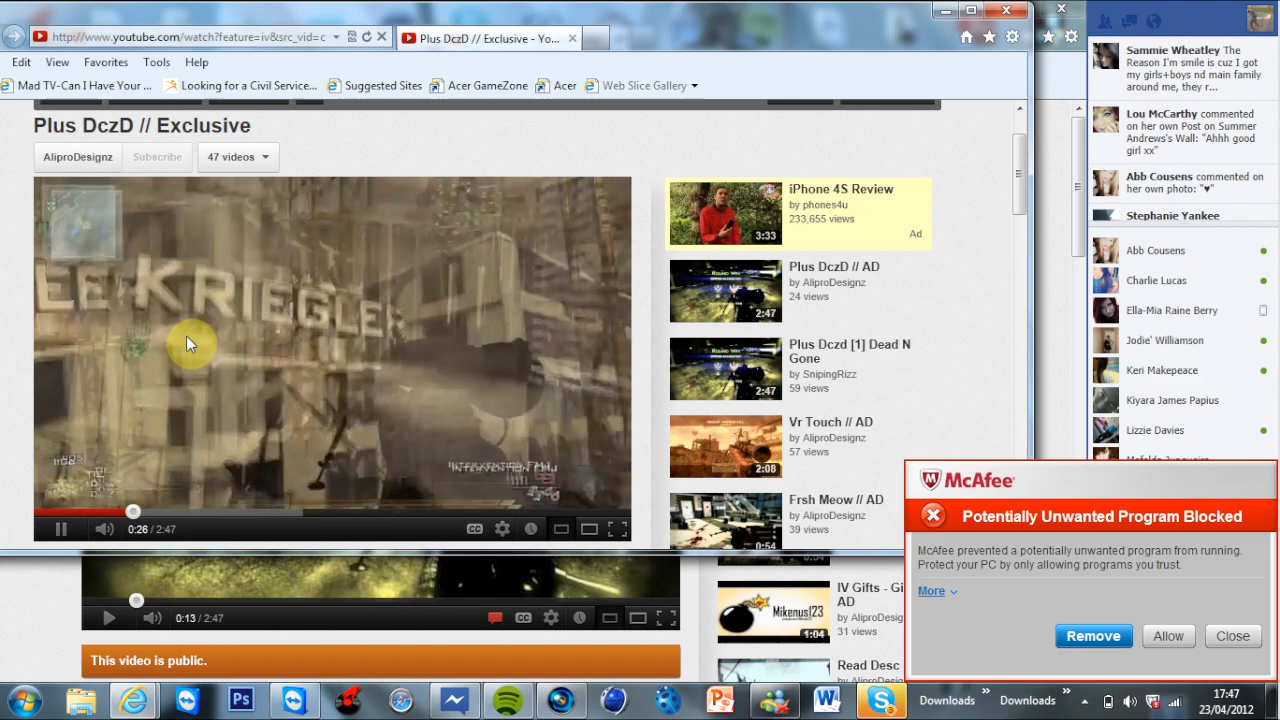 http://www.youtube.com/watch?feature=iv&src_vid=c
Plus DczD // Exclusive - Yo...
Edit View Favorites Tools Help
Mad TV-Can I Have Your ...
Looking for a Civil Service...
Suggested Sites
Acer GameZone
Acer
Web Slice Gallery
Plus DczD // Exclusive
AliproDesignz
Subscribe
47 videos
KRIEGLER
0:26 / 2:47
CC
iPhone 4S Review
by phones4u
233,655 views
Ad
3:33
Plus DczD // AD
by AliproDesignz
24 views
2:47
Plus Dczd [1] Dead N
Gone
by SnipingRizz
59 views
2:47
Vr Touch // AD
by AliproDesignz
57 views
2:08
Frsh Meow // AD
by AliproDesignz
39 views
0:54
0:13 / 2:47
CC
This video is public.
IV Gifts - Gi
AD
by AliproDes
31 views
Mikenus123
1:04
Read Desc
by AliproDes
Sammie Wheatley The
Reason I'm smile is cuz I got
my girls+boys nd main family
around me, they r...
Lou McCarthy commented
on her own Post on Summer
Andrews's Wall: "Ahhh good
girl xx"
Abb Cousens commented on
her own photo: "♥"
Stephanie Yankee
Abb Cousens
Charlie Lucas
Ella-Mia Raine Berry
Jodie' Williamson
Keri Makepeace
Kiyara James Papius
Lizzie Davies
McAfee
Potentially Unwanted Program Blocked
McAfee prevented a potentially unwanted program from running.
Protect your PC by only allowing programs you trust.
More
Remove
Allow
Close
Ps
Downloads
Downloads
17:47
23/04/2012